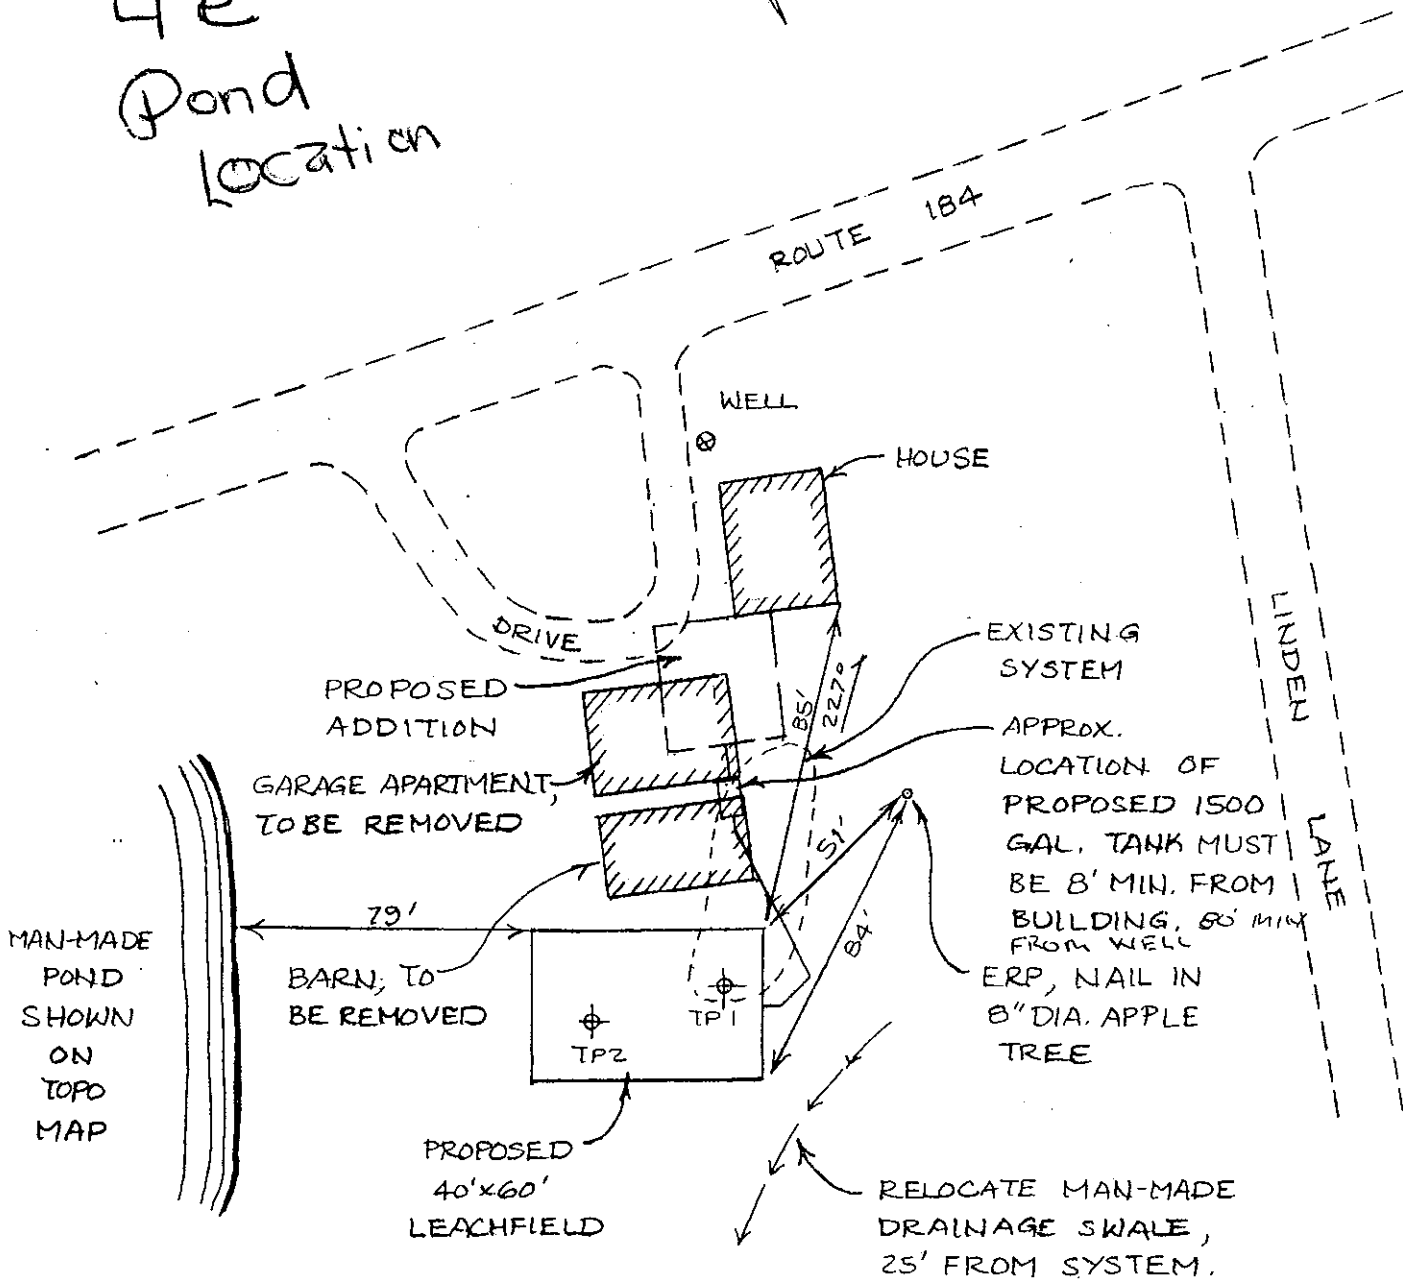 4e
Pond
Location
ROUTE 184
WELL
HOUSE
DRIVE
EXISTING
SYSTEM
LINDEN
LANE
PROPOSED
ADDITION
85'
227°
APPROX.
LOCATION OF
PROPOSED 1500
GAL. TANK MUST
BE 8' MIN. FROM
BUILDING. 80' MIN
FROM WELL
GARAGE APARTMENT,
TO BE REMOVED
51'
79'
84'
MAN-MADE
POND
SHOWN
ON
TOPO
MAP
BARN, TO
BE REMOVED
TP1
TP2
ERP, NAIL IN
8" DIA. APPLE
TREE
PROPOSED
40'x60'
LEACHFIELD
RELOCATE MAN-MADE
DRAINAGE SWALE,
25' FROM SYSTEM.